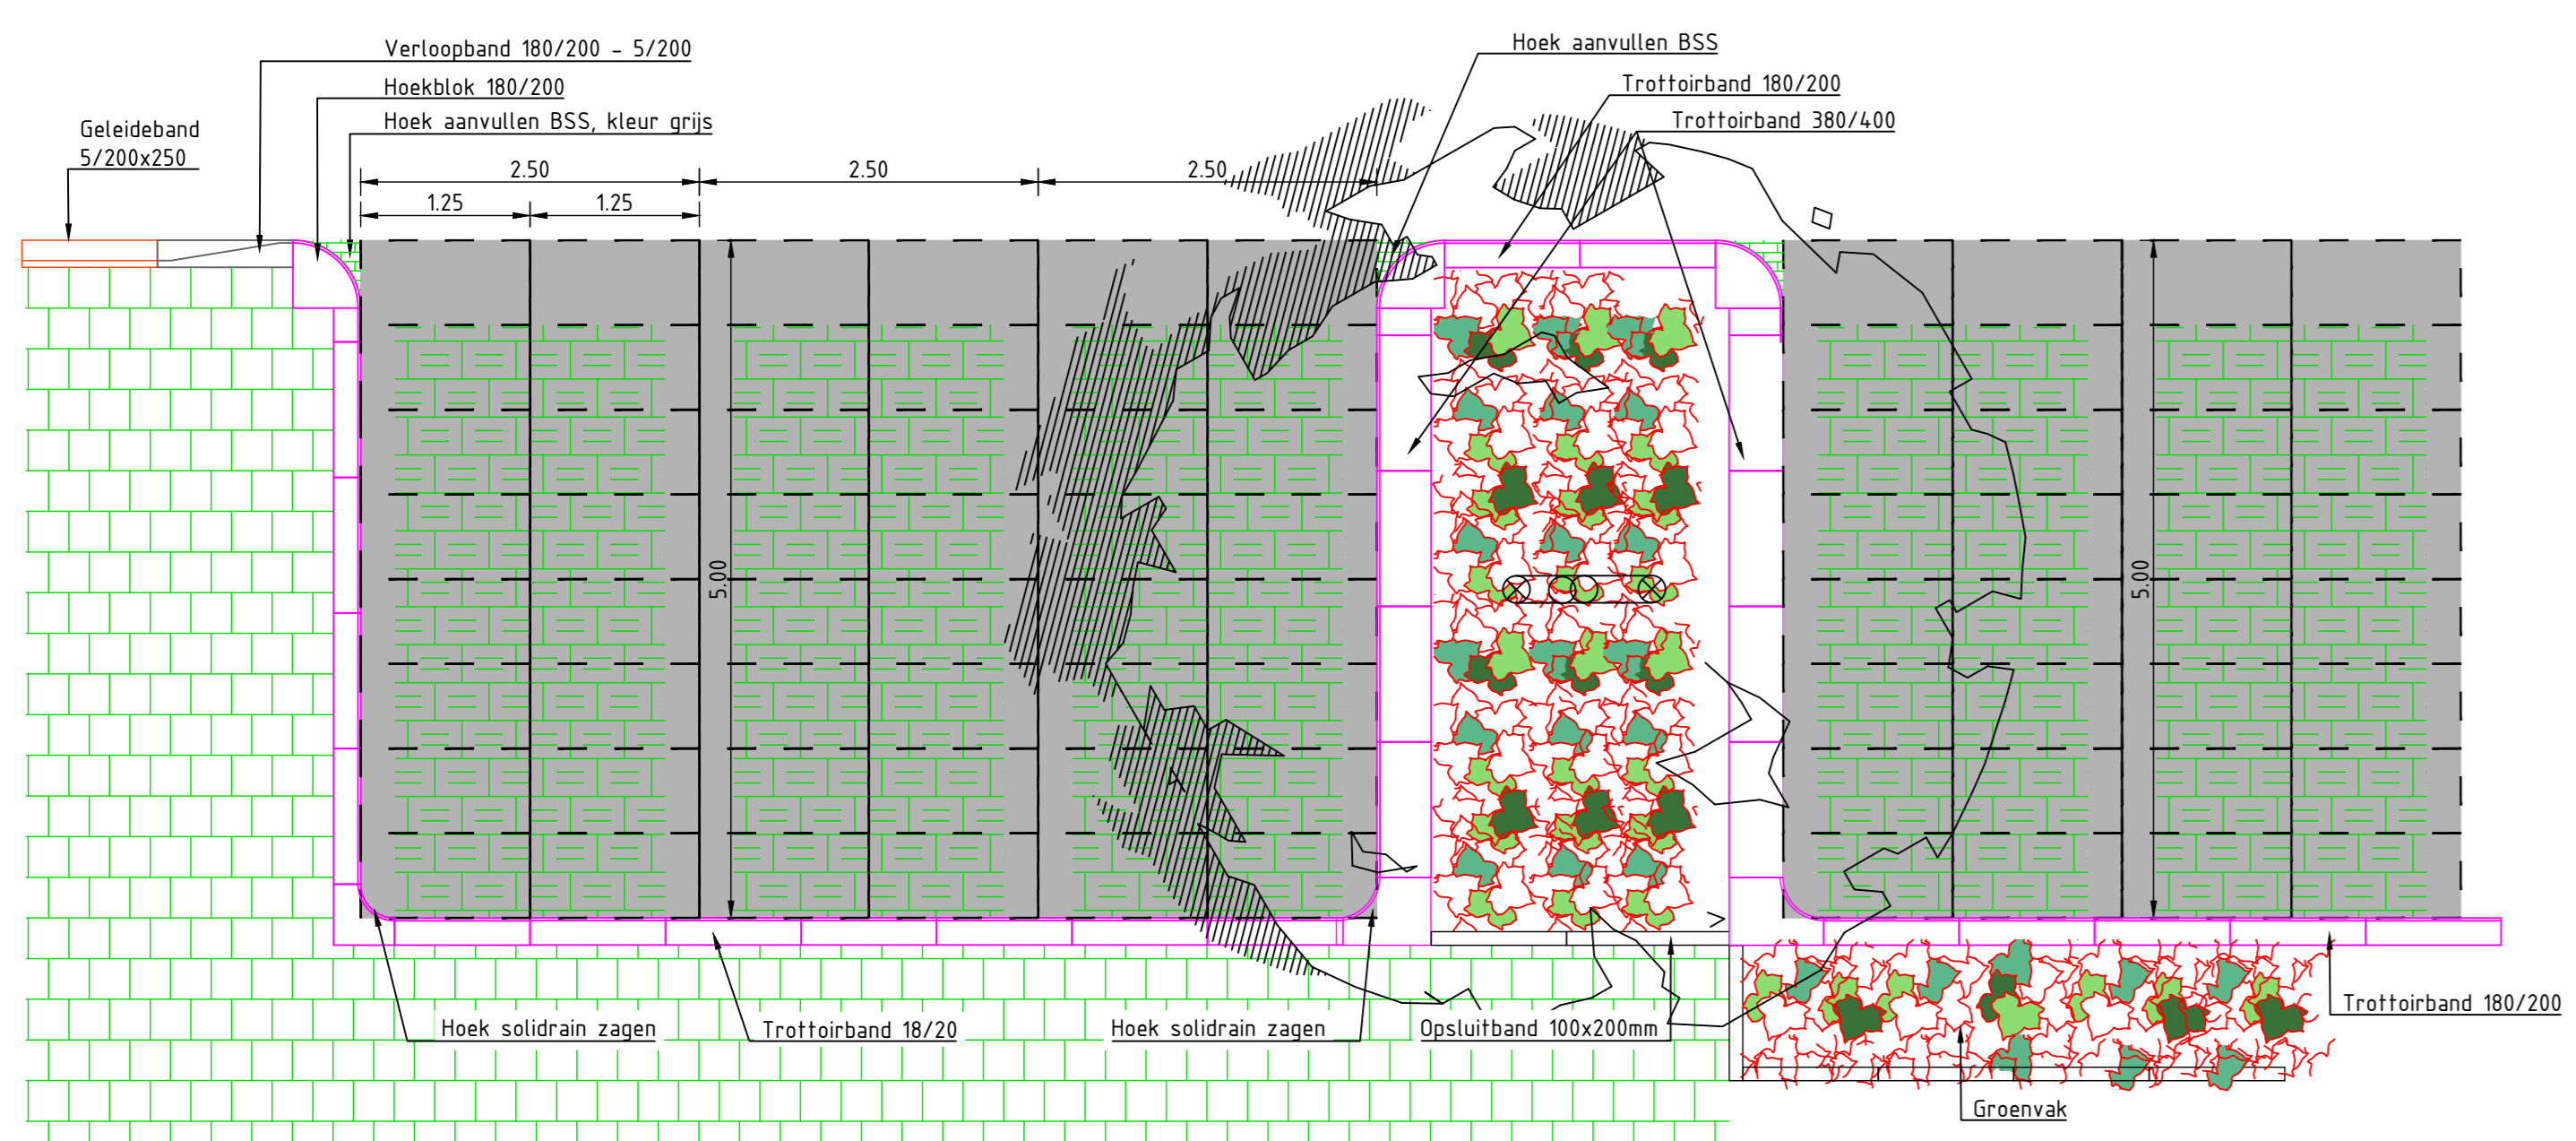 Verloopband 180/200 - 5/200
Hoekblok 180/200
Hoek aanvullen BSS, kleur grijs
Geleideband
5/200x250
Hoek aanvullen BSS
Trottoirband 180/200
Trottoirband 380/400
2.50
2.50
2.50
1.25
1.25
5.00
5.00
Hoek solidrain zagen
Trottoirband 18/20
Hoek solidrain zagen
Opsluitband 100x200mm
Trottoirband 180/200
Groenvak